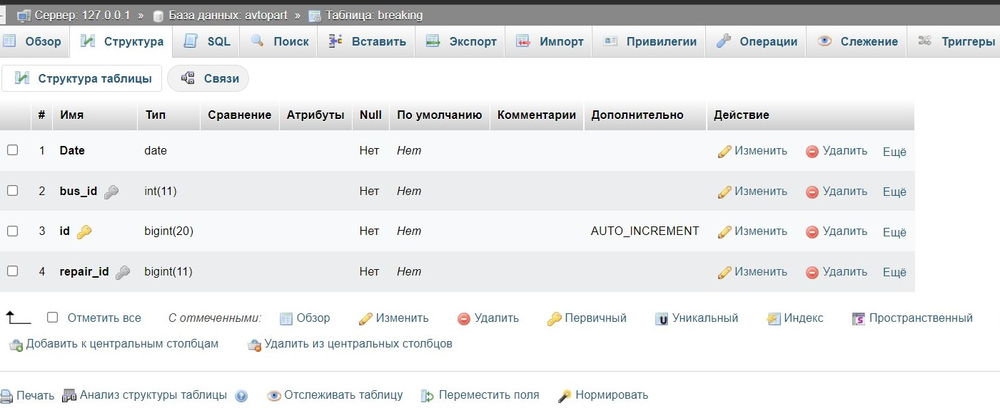 Сервер: 127.0.0.1 » База данных: avtopart » Таблица: breaking
Обзор Структура SQL Поиск Вставить Экспорт Импорт Привилегии Операции Слежение Триггеры
Структура таблицы Связи
# Имя Тип Сравнение Атрибуты Null По умолчанию Комментарии Дополнительно Действие
1 Date date Нет Нет Изменить Удалить Ещё
2 bus_id int(11) Нет Нет Изменить Удалить Ещё
3 id bigint(20) Нет Нет AUTO_INCREMENT Изменить Удалить Ещё
4 repair_id bigint(11) Нет Нет Изменить Удалить Ещё
Отметить все С отмеченными: Обзор Изменить Удалить Первичный Уникальный Индекс Пространственный
Добавить к центральным столбцам Удалить из центральных столбцов
Печать Анализ структуры таблицы Отслеживать таблицу Переместить поля Нормировать